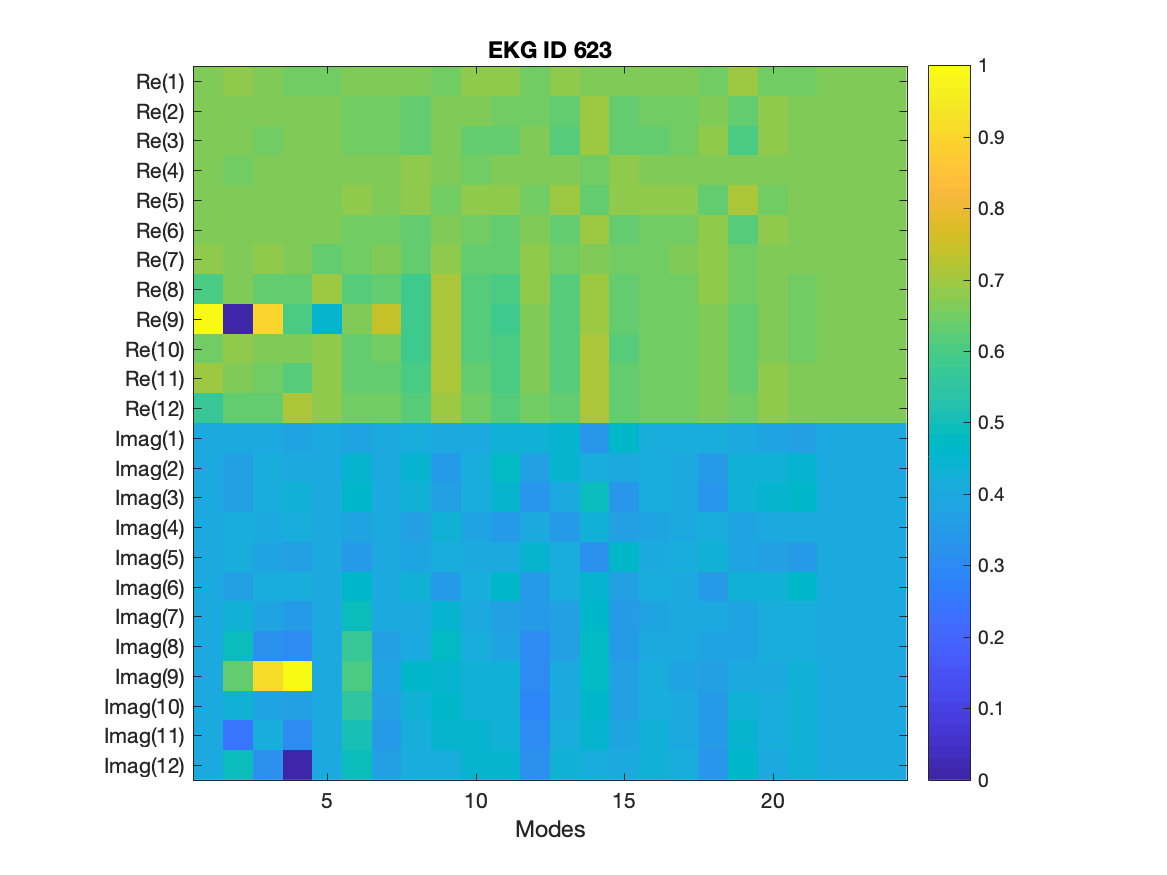 EKG ID 623
Re(1)
Re(2)
Re(3)
Re(4)
Re(5)
Re(6)
Re(7)
Re(8)
Re(9)
Re(10)
Re(11)
Re(12)
Imag(1)
Imag(2)
Imag(3)
Imag(4)
Imag(5)
Imag(6)
Imag(7)
Imag(8)
Imag(9)
Imag(10)
Imag(11)
Imag(12)
5 10 15 20
Modes
1
0.9
0.8
0.7
0.6
0.5
0.4
0.3
0.2
0.1
0